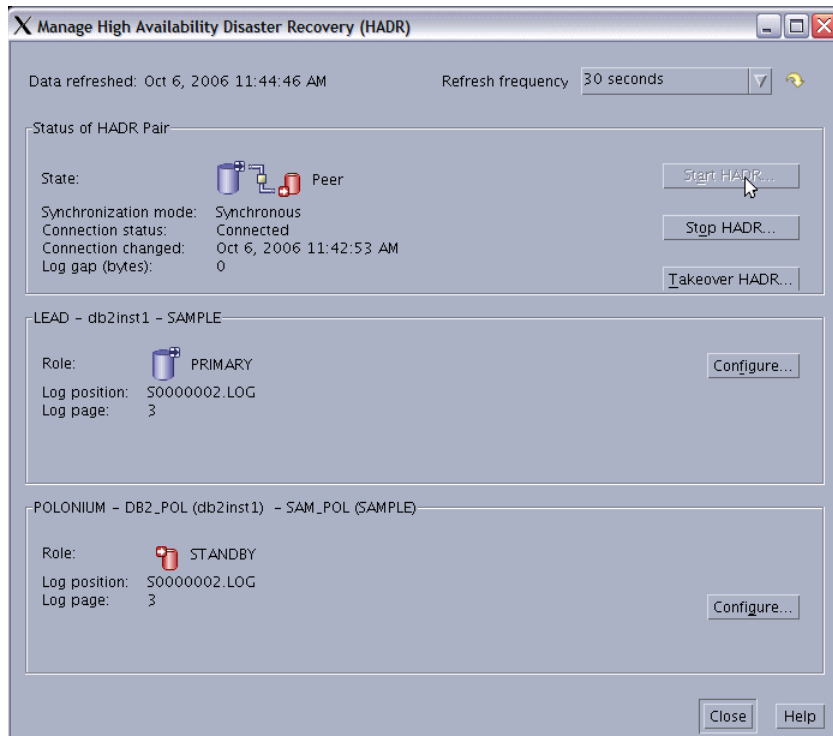 Manage High Availability Disaster Recovery (HADR)
Data refreshed: Oct 6, 2006 11:44:46 AM
Refresh frequency 30 seconds
Status of HADR Pair
State: Peer
Start HADR...
Synchronization mode: Synchronous
Connection status: Connected
Stop HADR...
Connection changed: Oct 6, 2006 11:42:53 AM
Log gap (bytes): 0
Takeover HADR...
LEAD - db2inst1 - SAMPLE
Role: PRIMARY
Configure...
Log position: S0000002.LOG
Log page: 3
POLONIUM - DB2_POL (db2inst1) - SAM_POL (SAMPLE)
Role: STANDBY
Log position: S0000002.LOG
Log page: 3
Configure...
Close Help